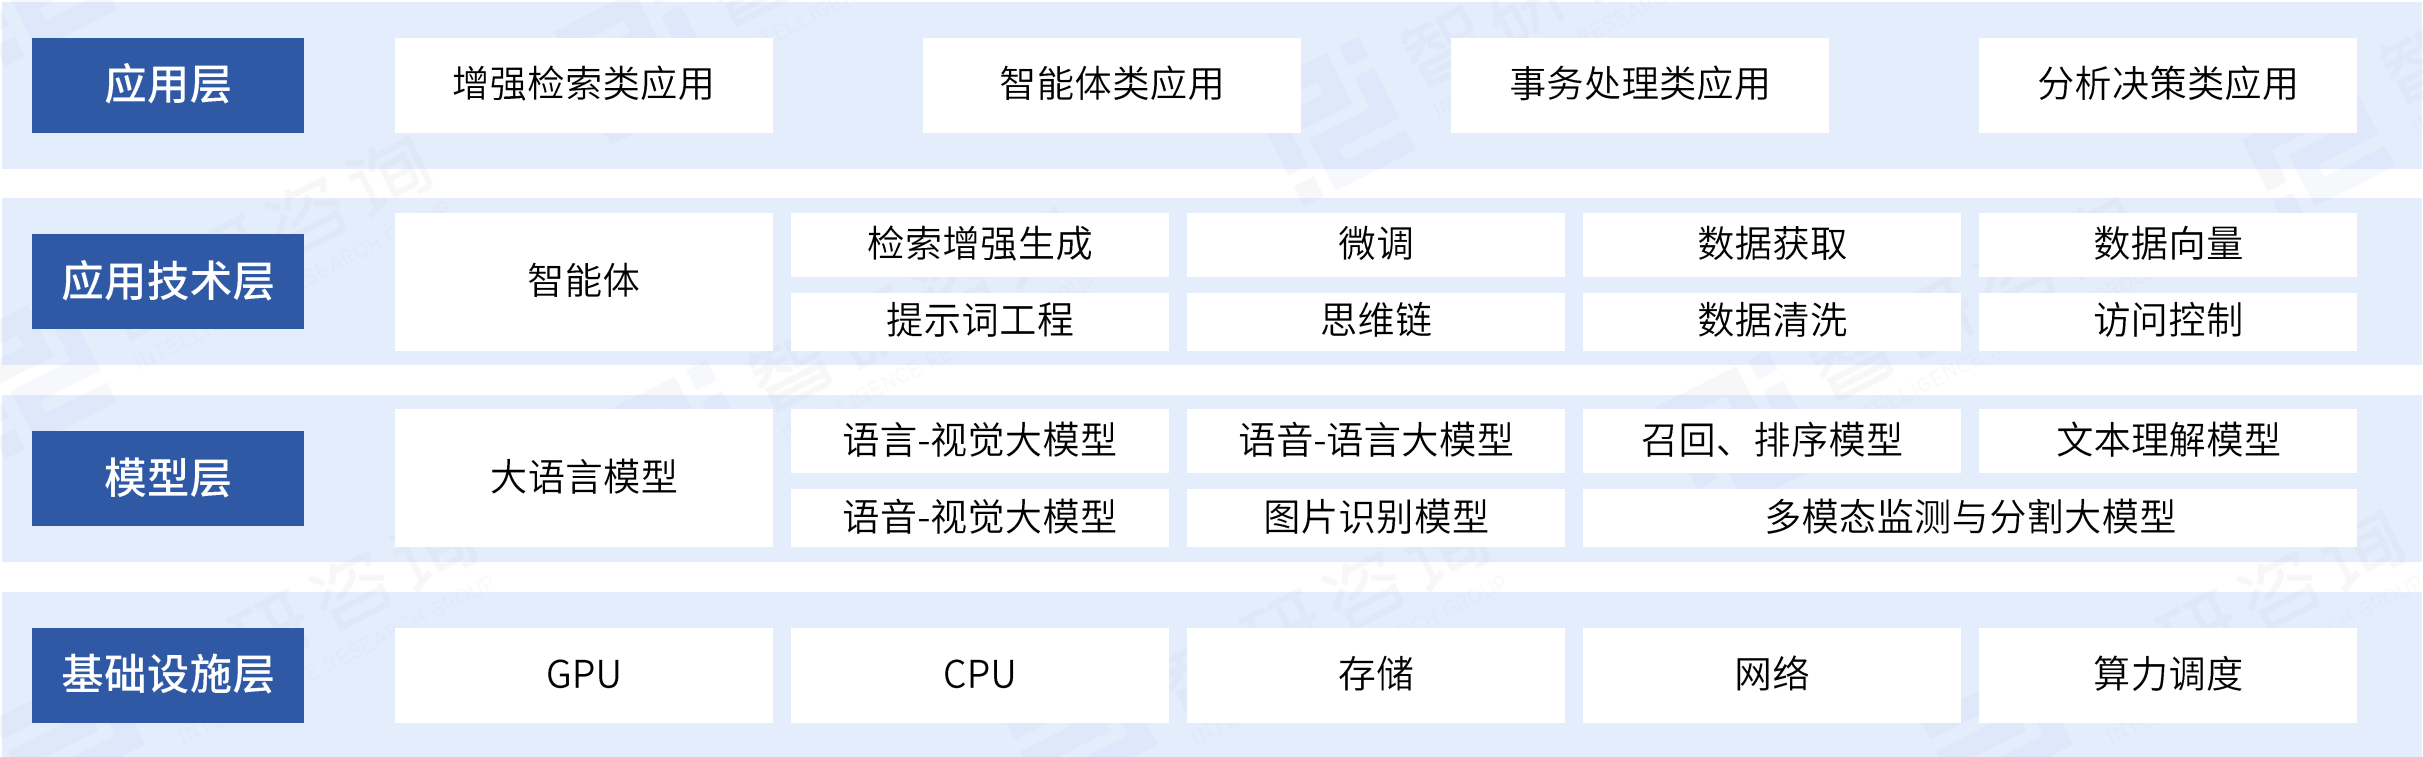 应用层
增强检索类应用
智能体类应用
事务处理类应用
分析决策类应用
应用技术层
智能体
检索增强生成
微调
数据获取
数据向量
提示词工程
思维链
数据清洗
访问控制
模型层
大语言模型
语言-视觉大模型
语音-语言大模型
召回、排序模型
文本理解模型
语音-视觉大模型
图片识别模型
多模态监测与分割大模型
基础设施层
GPU
CPU
存储
网络
算力调度